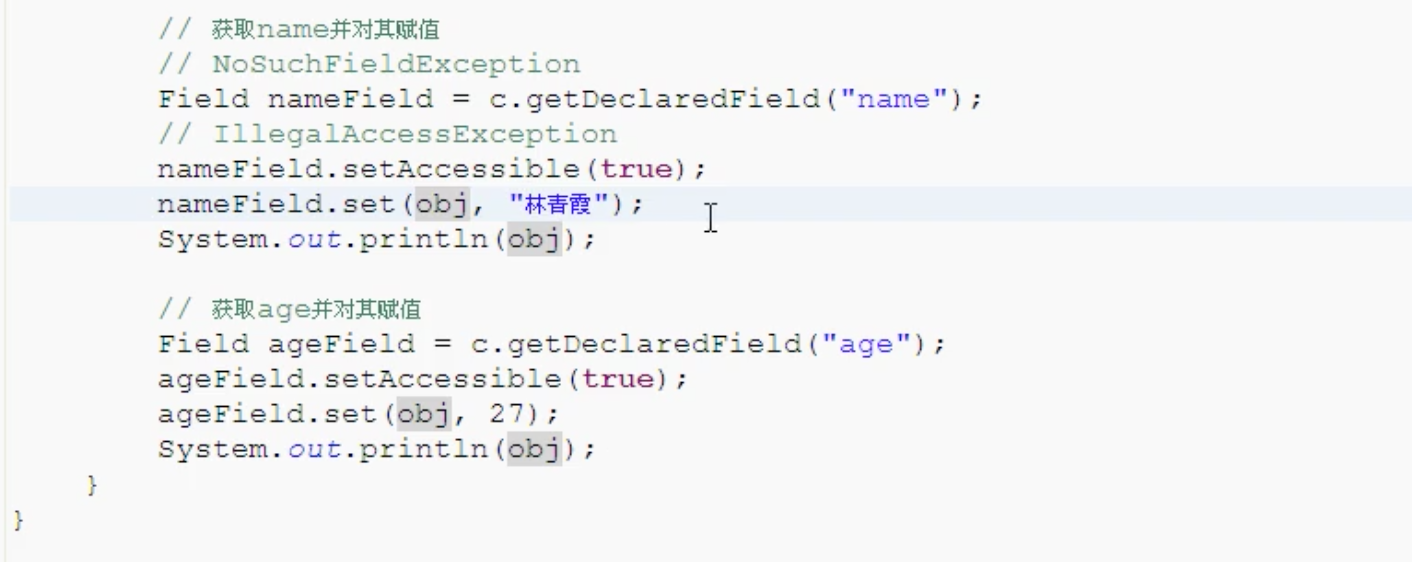 // 获取name并对其赋值
// NoSuchFieldException
Field nameField = c.getDeclaredField("name");
// IllegalAccessException
nameField.setAccessible(true);
nameField.set(obj, "林青霞");
System.out.println(obj);
// 获取age并对其赋值
Field ageField = c.getDeclaredField("age");
ageField.setAccessible(true);
ageField.set(obj, 27);
System.out.println(obj);
}
}